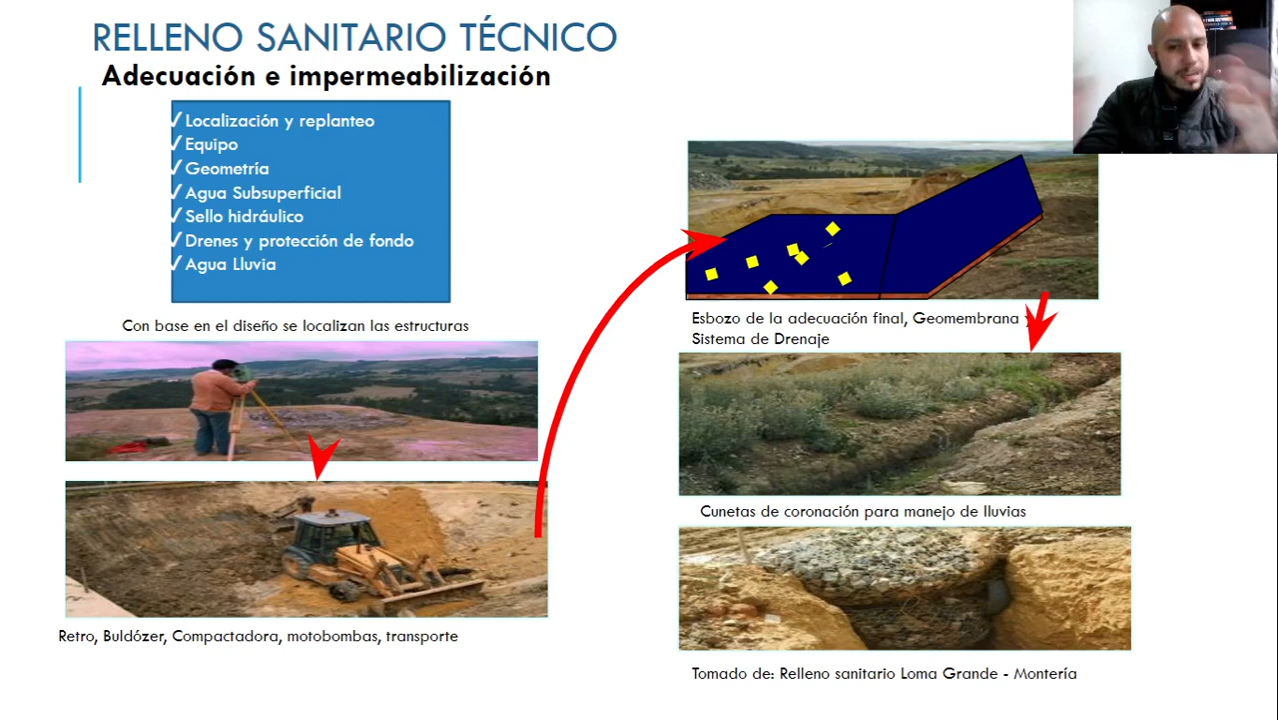 RELLENO SANITARIO TÉCNICO
Adecuación e impermeabilización
✓Localización y replanteo
✓Equipo
✓Geometría
✓Agua Subsuperficial
✓Sello hidráulico
✓Drenes y protección de fondo
✓Agua Lluvia
Con base en el diseño se localizan las estructuras
Retro, Buldózer, Compactadora, motobombas, transporte
Esbozo de la adecuación final, Geomembrana y
Sistema de Drenaje
Cunetas de coronación para manejo de lluvias
Tomado de: Relleno sanitario Loma Grande - Montería